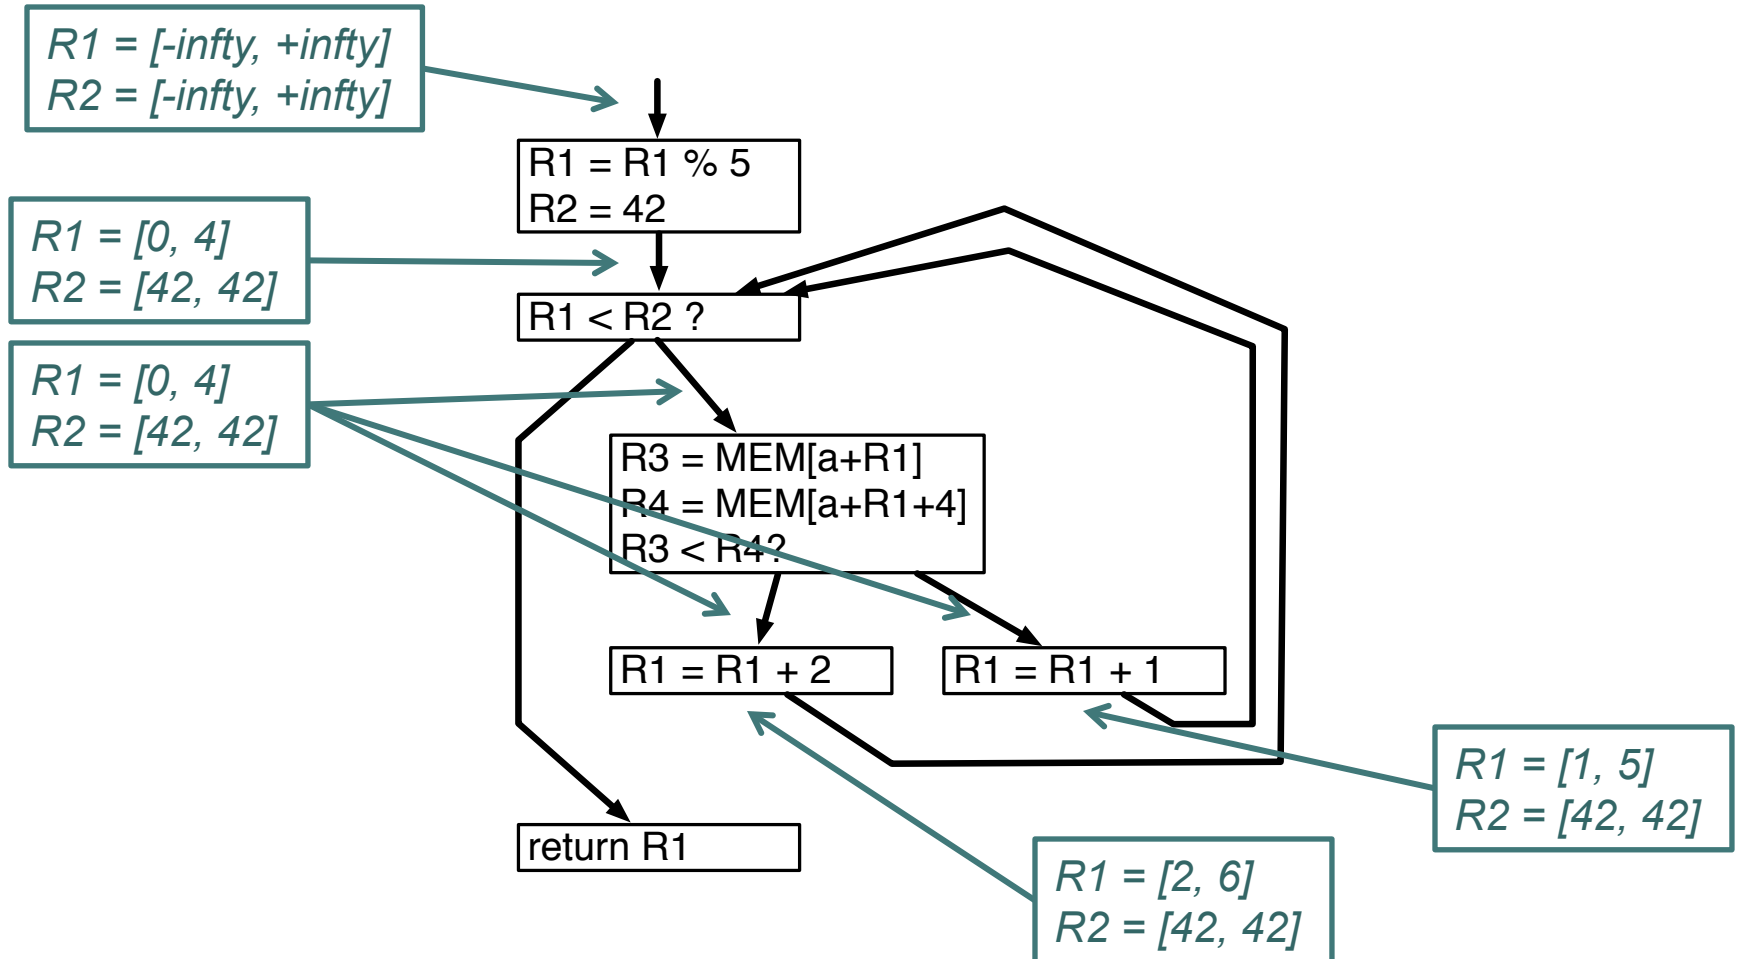 R1 = [-infty, +infty]
R2 = [-infty, +infty]
R1 = R1 % 5
R2 = 42
R1 = [0, 4]
R2 = [42, 42]
R1 < R2 ?
R1 = [0, 4]
R2 = [42, 42]
R3 = MEM[a+R1]
R4 = MEM[a+R1+4]
R3 < R4?
R1 = R1 + 2
R1 = R1 + 1
R1 = [1, 5]
R2 = [42, 42]
return R1
R1 = [2, 6]
R2 = [42, 42]